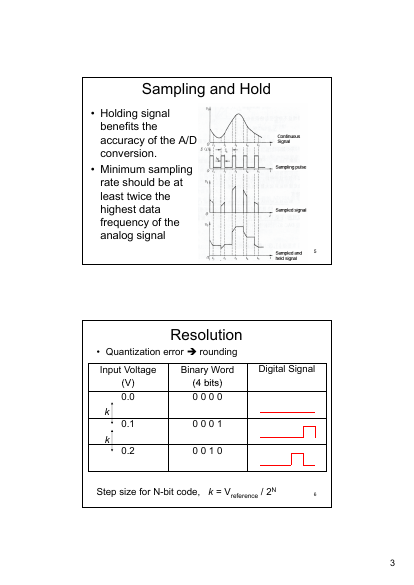 Sampling and Hold
• Holding signal
benefits the
accuracy of the A/D
conversion.
• Minimum sampling
rate should be at
least twice the
highest data
frequency of the
analog signal
Continuous
Signal
Sampling pulse
Sampled signal
Sampled and
hold signal
5
Resolution
• Quantization error ➔ rounding
Input Voltage
(V)
Binary Word
(4 bits)
Digital Signal
0.0
0 0 0 0
k
0.1
0 0 0 1
k
0.2
0 0 1 0
Step size for N-bit code, k = Vreference / 2N
6
3